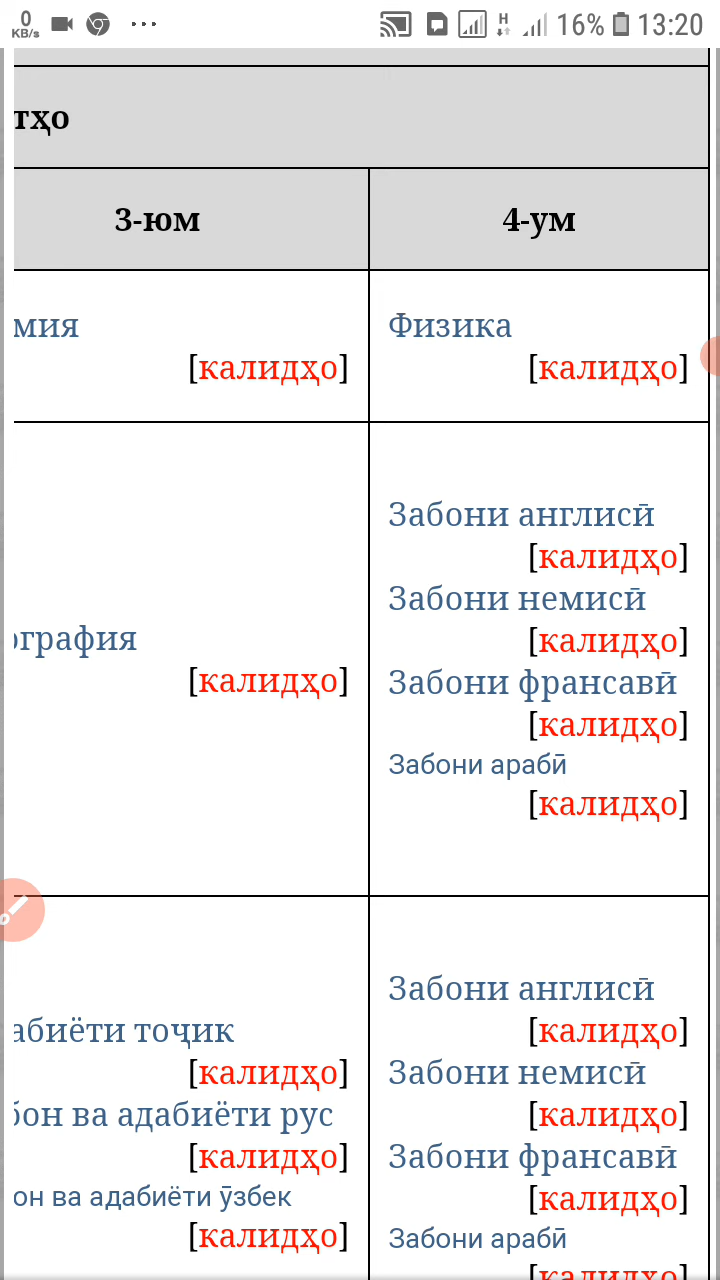 0 KB/s ... H 16% 13:20
тҳо
3-юм 4-ум
мия
[калидҳо]
Физика
[калидҳо]
ография
[калидҳо]
Забони англисӣ
[калидҳо]
Забони немисӣ
[калидҳо]
Забони франсавӣ
[калидҳо]
Забони арабӣ
[калидҳо]
абиёти тоҷик
[калидҳо]
бон ва адабиёти рус
[калидҳо]
он ва адабиёти ӯзбек
[калидҳо]
Забони англисӣ
[калидҳо]
Забони немисӣ
[калидҳо]
Забони франсавӣ
[калидҳо]
Забони арабӣ
[калидҳо]